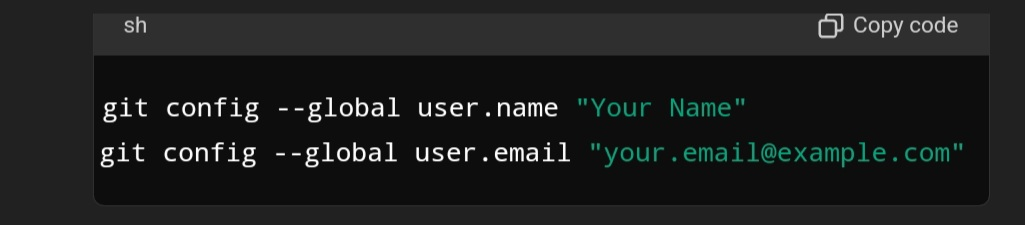 sh
Copy code
git config --global user.name "Your Name"
git config --global user.email "your.email@example.com"